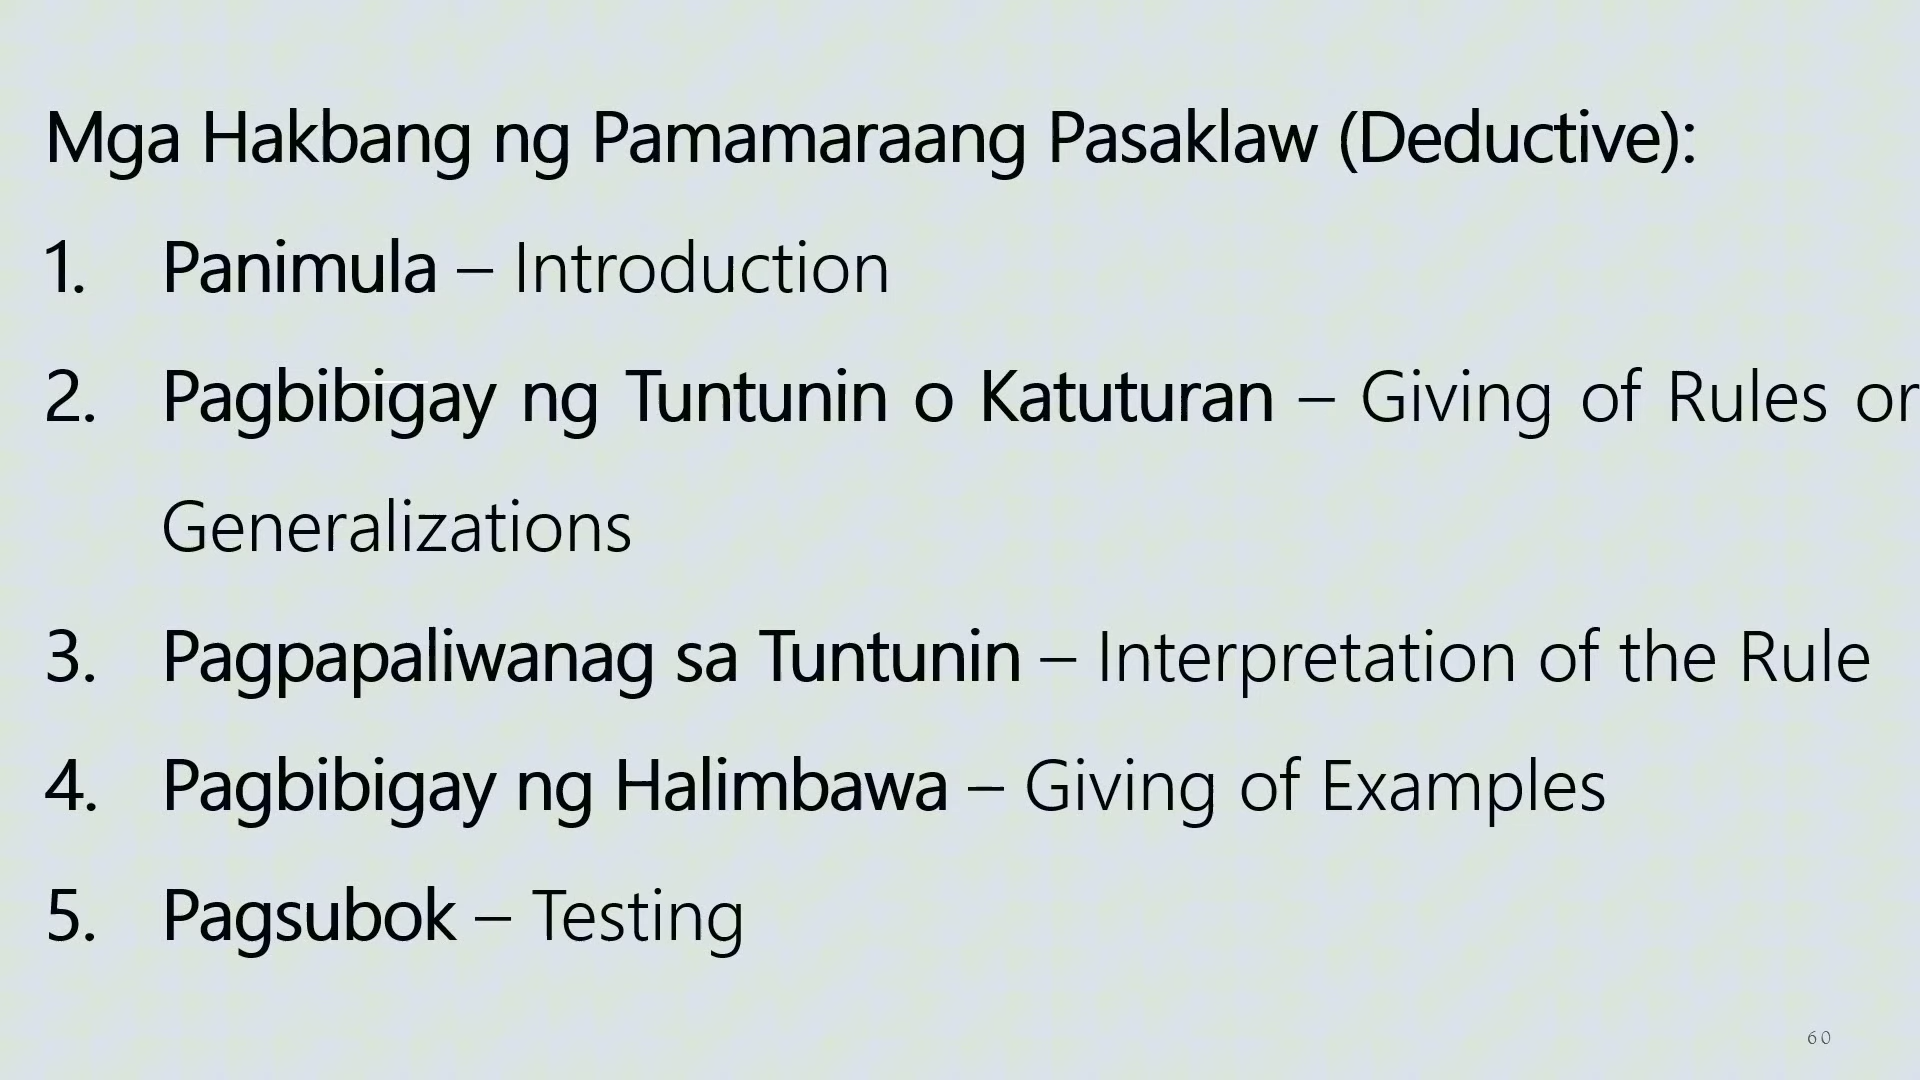 Mga Hakbang ng Pamamaraang Pasaklaw (Deductive):
1. Panimula – Introduction
2. Pagbibigay ng Tuntunin o Katuturan – Giving of Rules or
Generalizations
3. Pagpapaliwanag sa Tuntunin – Interpretation of the Rule
4. Pagbibigay ng Halimbawa – Giving of Examples
5. Pagsubok – Testing
60